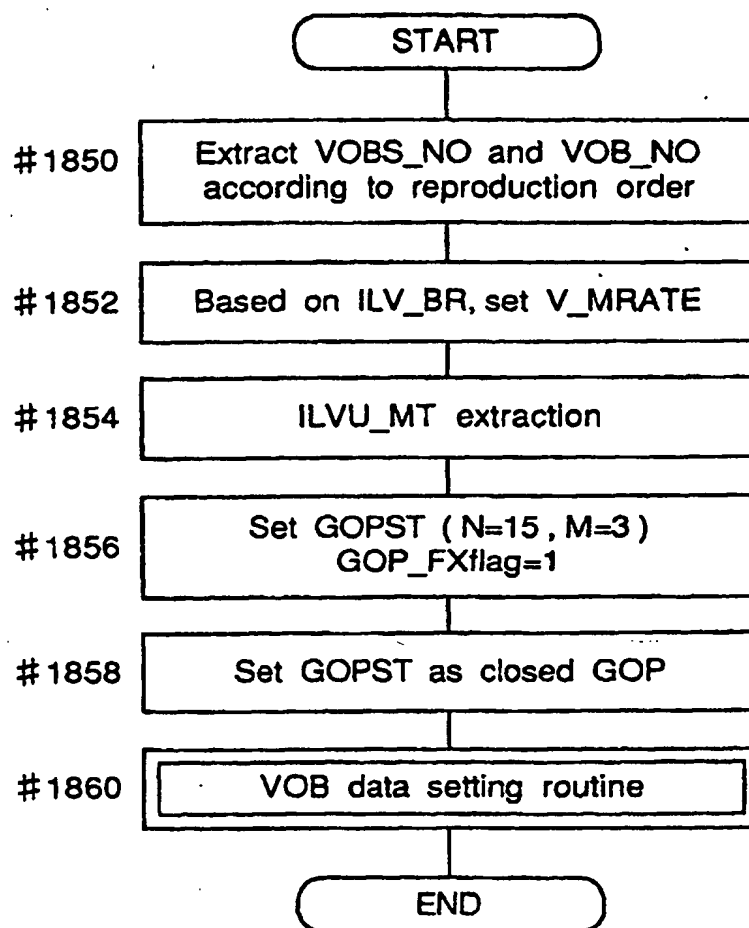 START
#1850
Extract VOBS_NO and VOB_NO
according to reproduction order
#1852
Based on ILV_BR, set V_MRATE
#1854
ILVU_MT extraction
#1856
Set GOPST (N=15, M=3)
GOP_FXflag=1
#1858
Set GOPST as closed GOP
#1860
VOB data setting routine
END